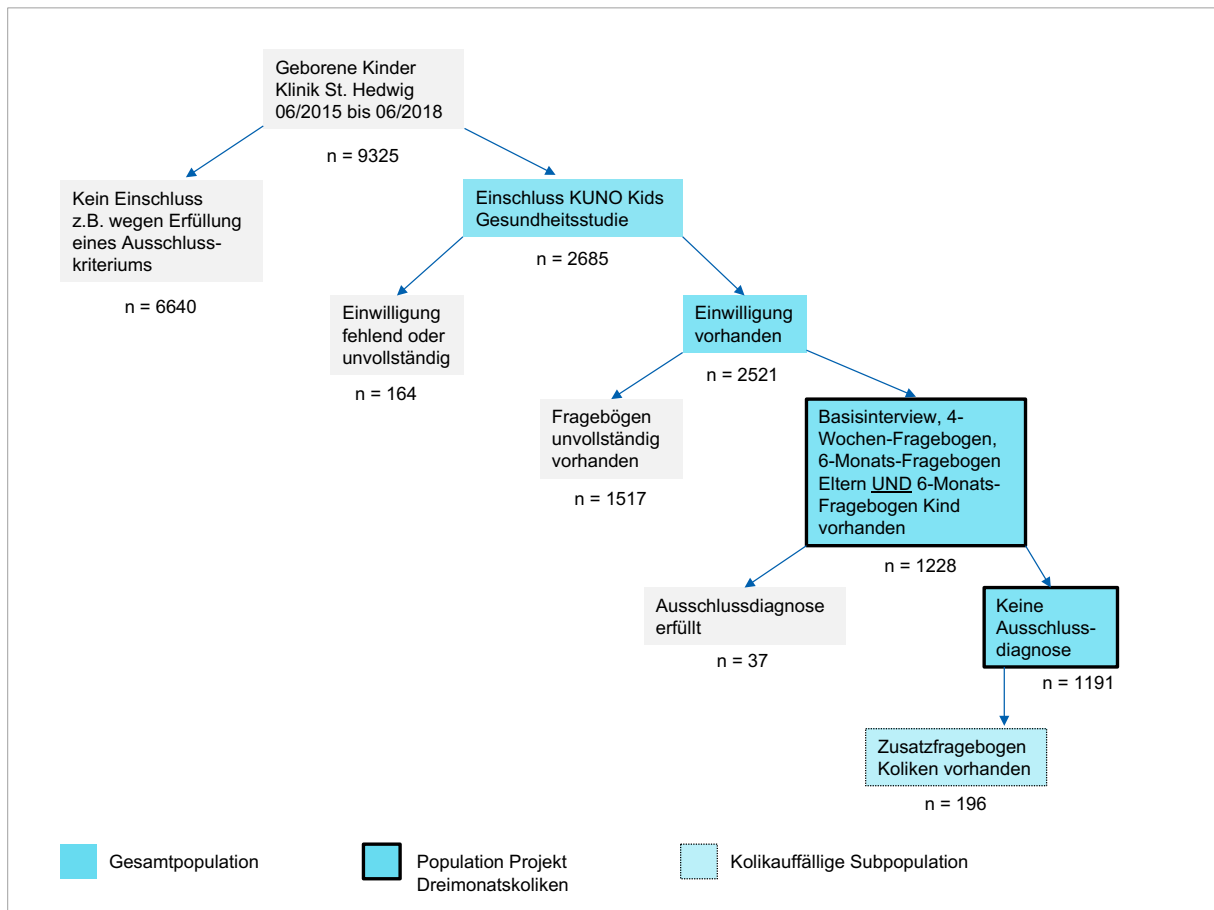 Geborene Kinder
Klinik St. Hedwig
06/2015 bis 06/2018
n = 9325
Kein Einschluss
z.B. wegen Erfüllung
eines Ausschluss-
kriteriums
n = 6640
Einschluss KUNO Kids
Gesundheitsstudie
n = 2685
Einwilligung
fehlend oder
unvollständig
n = 164
Einwilligung
vorhanden
n = 2521
Fragebögen
unvollständig
vorhanden
n = 1517
Basisinterview, 4-
Wochen-Fragebogen,
6-Monats-Fragebogen
Eltern UND 6-Monats-
Fragebogen Kind
vorhanden
n = 1228
Ausschlussdiagnose
erfüllt
n = 37
Keine
Ausschluss-
diagnose
n = 1191
Zusatzfragebogen
Koliken vorhanden
n = 196
Gesamtpopulation
Population Projekt
Dreimonatskoliken
Kolikauffällige Subpopulation